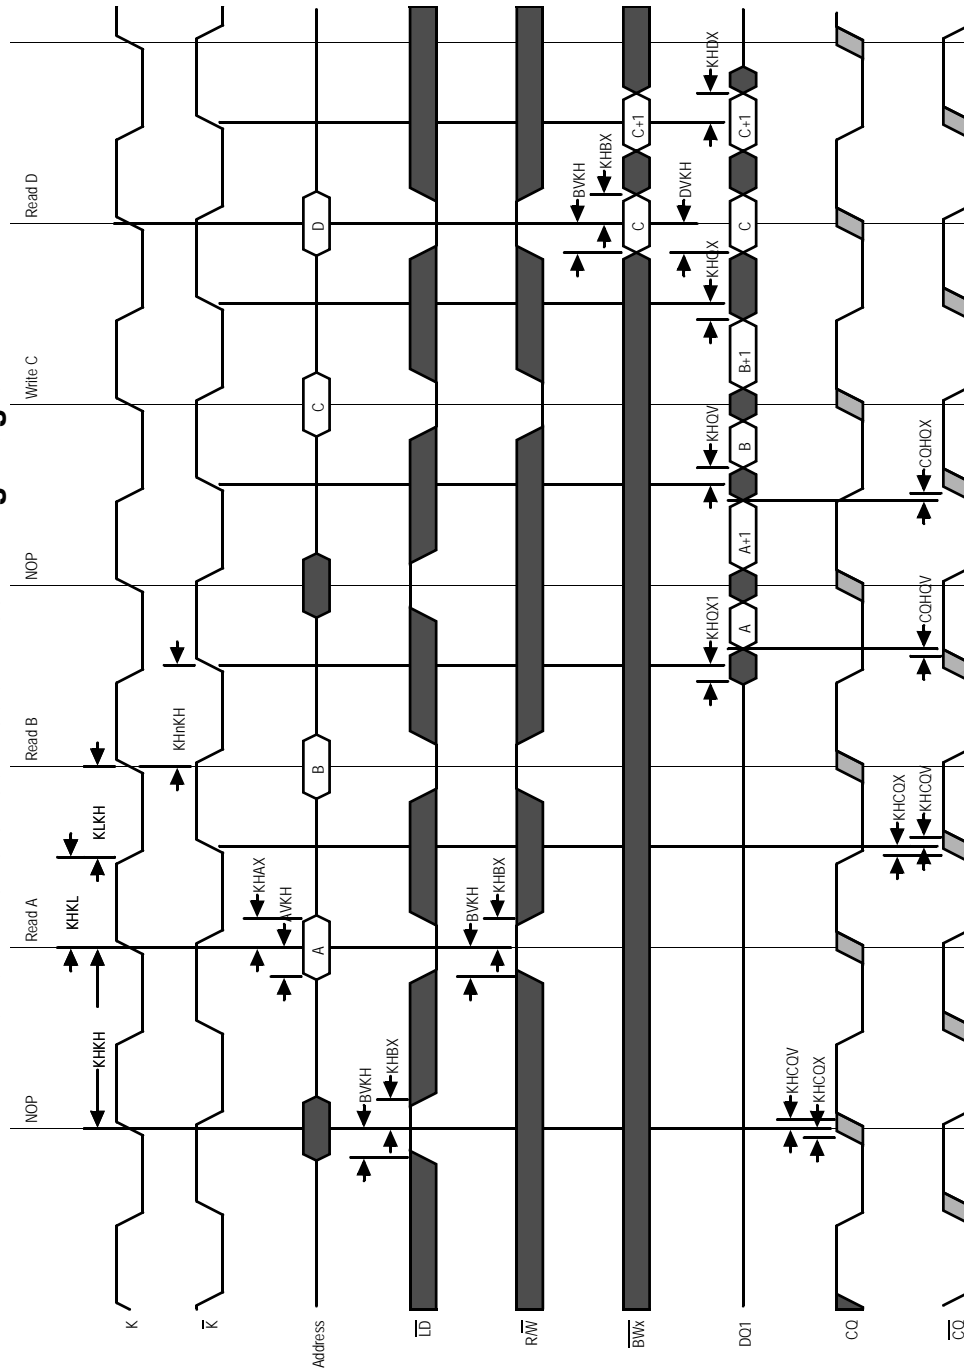 NOP
Read A
Read B
NOP
Write C
Read D
K
KHKH
KHKL
KLKH
K
KHnKH
Address
A
B
C
D
KHAX
AVKH
LD
BVKH
KHBX
R/W
BVKH
KHBX
BWx
C
C+1
BVKH
KHBX
DQ1
A
A+1
B
B+1
C
C+1
KHQX1
KHQV
KHQX
DVKH
KHDX
CQ
KHCQV
KHCQX
CQ
KHCQX
KHCQV
CQHQV
CQHQX